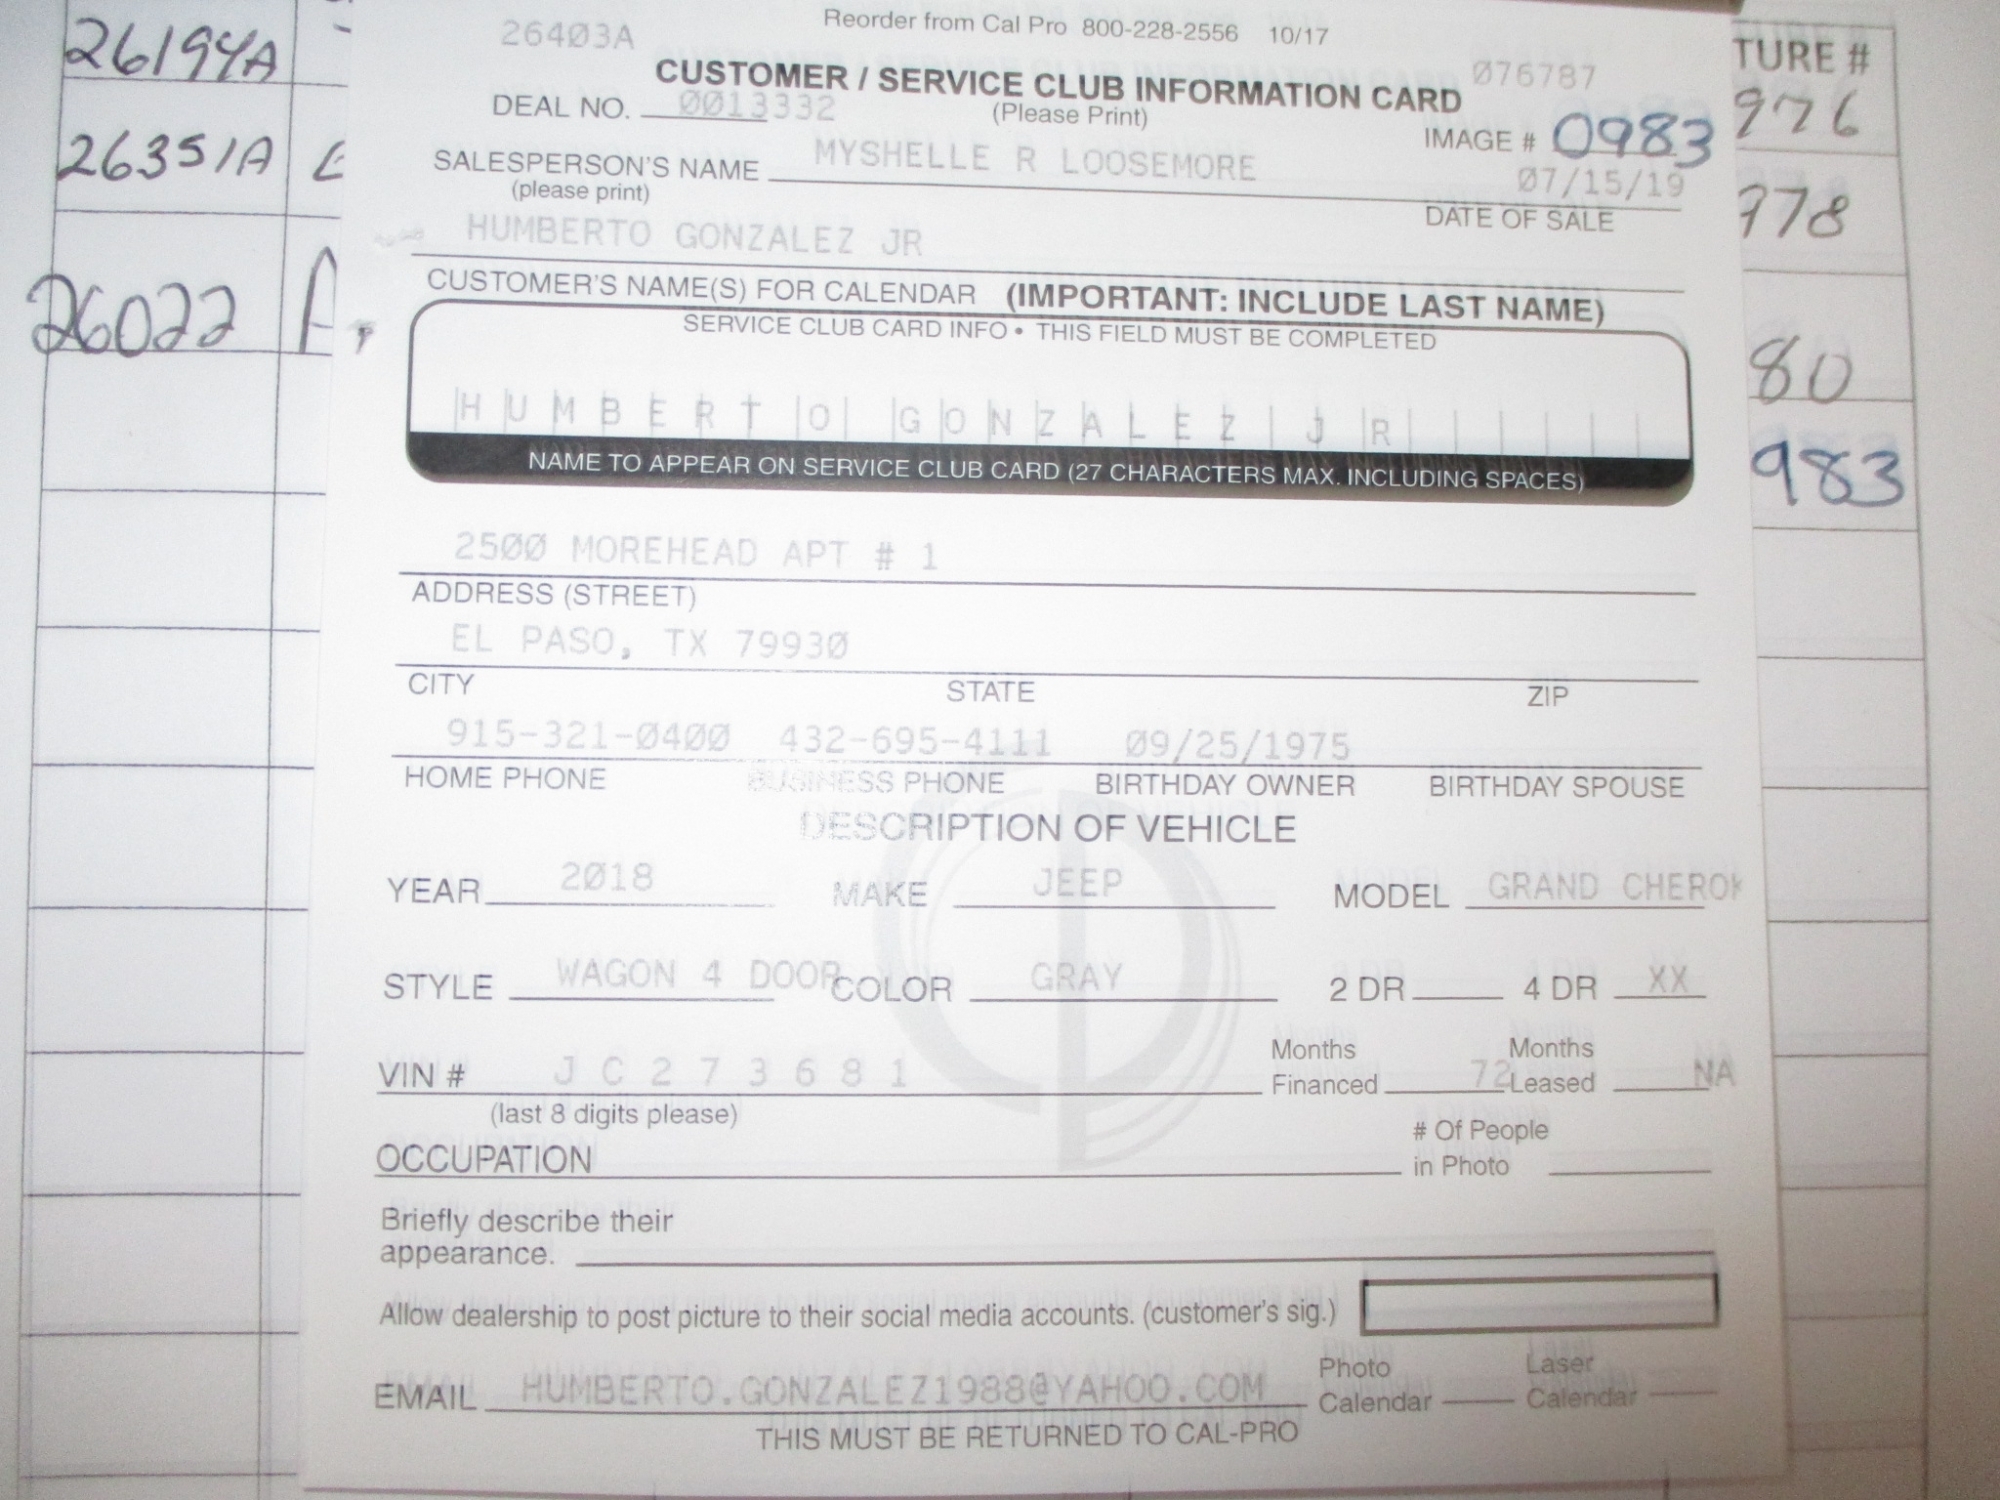 26194A
26351A
26022
26403A
Reorder from Cal Pro 800-228-2556 10/17
CUSTOMER / SERVICE CLUB INFORMATION CARD
076787
DEAL NO. 0013332
(Please Print)
IMAGE # 0983
SALESPERSON'S NAME MYSHELLE R LOOSEMORE
(please print)
07/15/19
DATE OF SALE
HUMBERTO GONZALEZ JR
CUSTOMER'S NAME(S) FOR CALENDAR (IMPORTANT: INCLUDE LAST NAME)
SERVICE CLUB CARD INFO • THIS FIELD MUST BE COMPLETED
HUMBERTO GONZALEZ JR
NAME TO APPEAR ON SERVICE CLUB CARD (27 CHARACTERS MAX. INCLUDING SPACES)
2500 MOREHEAD APT # 1
ADDRESS (STREET)
EL PASO, TX 79930
CITY STATE ZIP
915-321-0400 432-695-4111 09/25/1975
HOME PHONE BUSINESS PHONE BIRTHDAY OWNER BIRTHDAY SPOUSE
DESCRIPTION OF VEHICLE
YEAR 2018 MAKE JEEP MODEL GRAND CHEROK
STYLE WAGON 4 DOOR COLOR GRAY 2 DR 4 DR XX
VIN # J C 2 7 3 6 8 1
(last 8 digits please)
Months Financed 72 Months Leased NA
OCCUPATION
# Of People in Photo
Briefly describe their
appearance.
Allow dealership to post picture to their social media accounts. (customer's sig.)
EMAIL HUMBERTO.GONZALEZ1988@YAHOO.COM
Photo Calendar Laser Calendar
THIS MUST BE RETURNED TO CAL-PRO
TURE #
976
978
80
983